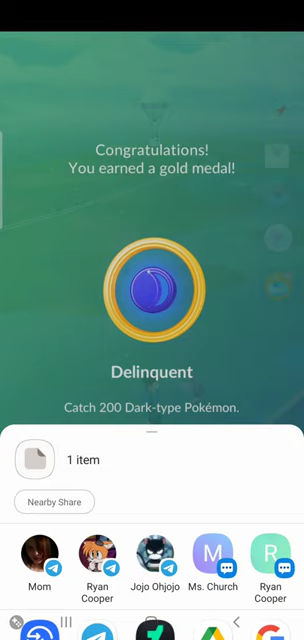 Congratulations!
You earned a gold medal!
Delinquent
Catch 200 Dark-type Pokémon.
1 item
Nearby Share
M
R
Mom
Ryan
Cooper
Jojo Ohjojo
Ms. Church
Ryan
Cooper